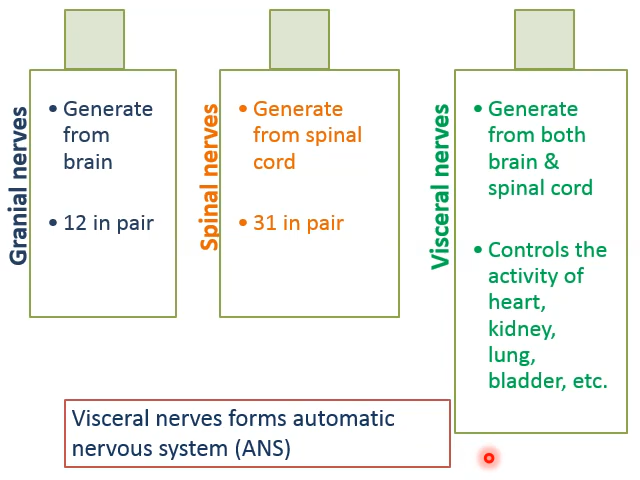 Granial nerves
• Generate
from
brain
• 12 in pair
Spinal nerves
• Generate
from spinal
cord
• 31 in pair
Visceral nerves
• Generate
from both
brain &
spinal cord
• Controls the
activity of
heart,
kidney,
lung,
bladder, etc.
Visceral nerves forms automatic
nervous system (ANS)